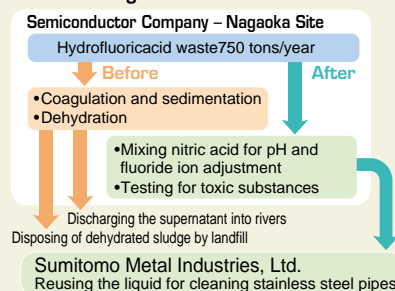 Semiconductor Company – Nagaoka Site
Hydrofluoricacid waste750 tons/year
Before
After
•Coagulation and sedimentation
•Dehydration
•Mixing nitric acid for pH and
fluoride ion adjustment
•Testing for toxic substances
Discharging the supernatant into rivers
Disposing of dehydrated sludge by landfill
Sumitomo Metal Industries, Ltd.
Reusing the liquid for cleaning stainless steel pipes